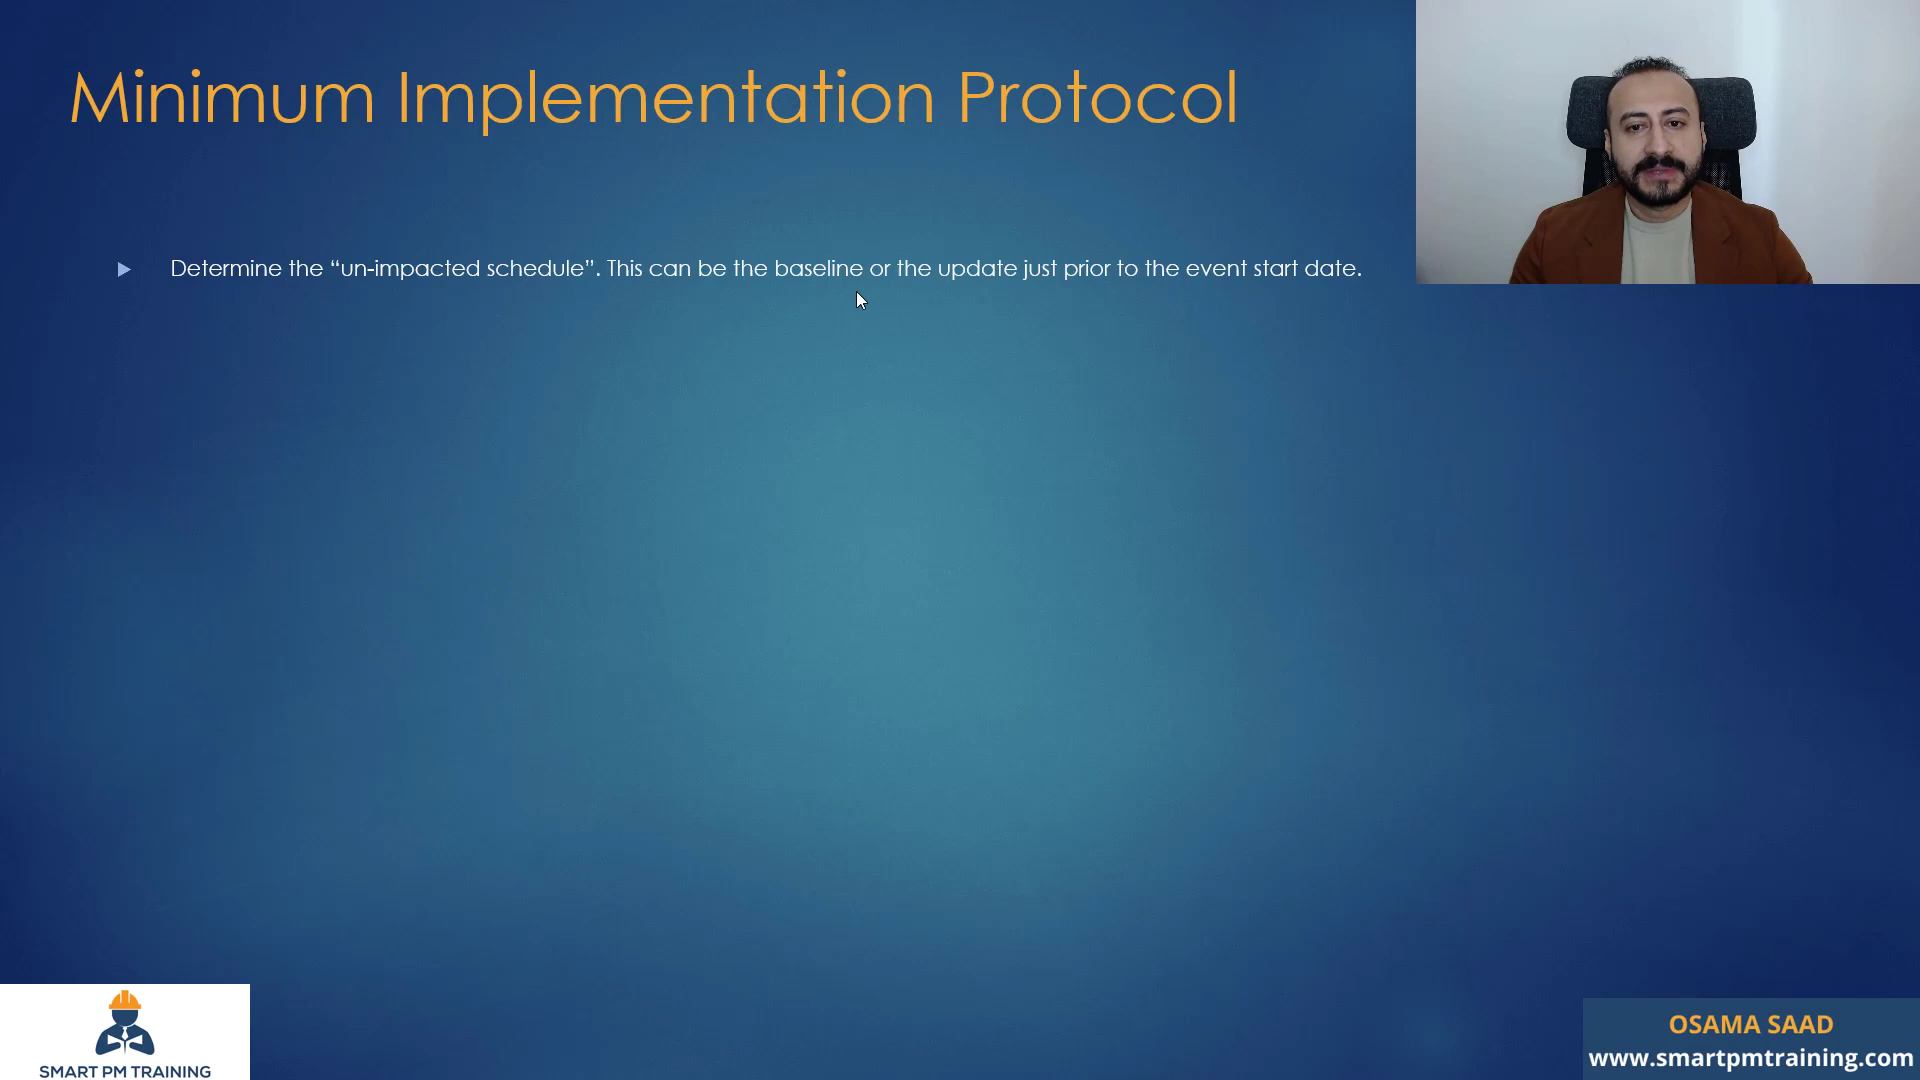 Minimum Implementation Protocol
Determine the “un-impacted schedule”. This can be the baseline or the update just prior to the event start date.
SMART PM TRAINING
OSAMA SAAD
www.smartpmtraining.com